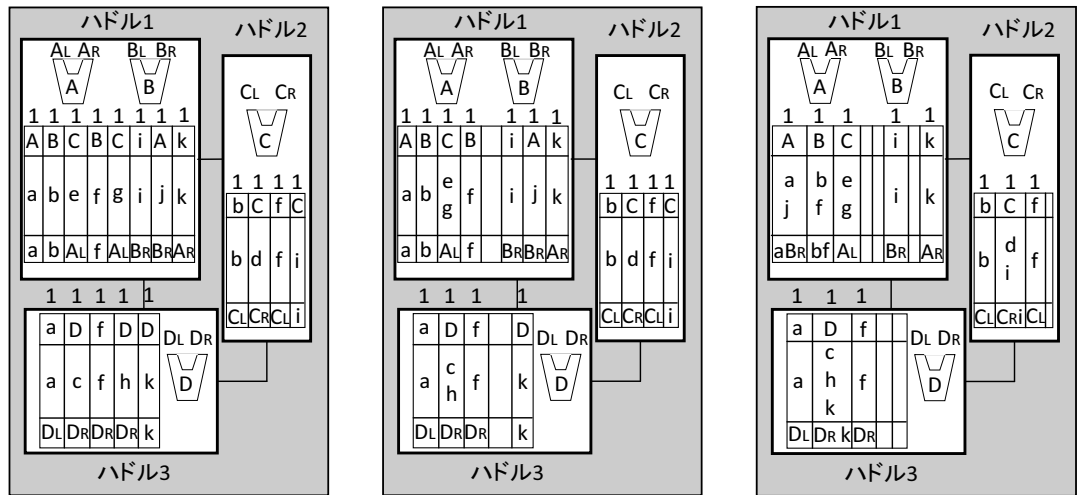 ハドル1
ハドル2
AL AR BL BR
A B
CL CR
C
1 1 1 1 1 1 1 1
A B C B C i A k
a b e f g i j k
a b AL f AL BR BR AR
1 1 1 1
b C f C
b d f i
CL CR CL i
1 1 1 1 1
a D f D D
a c f h k
DL DR DR DR k
DL DR
D
ハドル3
ハドル1
ハドル2
AL AR BL BR
A B
CL CR
C
1 1 1 1 1 1 1
A B C B i A k
a b e g f i j k
a b AL f BR BR AR
1 1 1 1
b C f C
b d f i
CL CR CL i
1 1 1 1
a D f D
a c h f k
DL DR DR k
DL DR
D
ハドル3
ハドル1
ハドル2
AL AR BL BR
A B
CL CR
C
1 1 1 1 1
A B C i k
a j b f e g i k
aBR bf AL BR AR
1 1 1
b C f
b d i f
CL CRi CL
1 1 1
a D f
a c h k f
DL DR k DR
DL DR
D
ハドル3